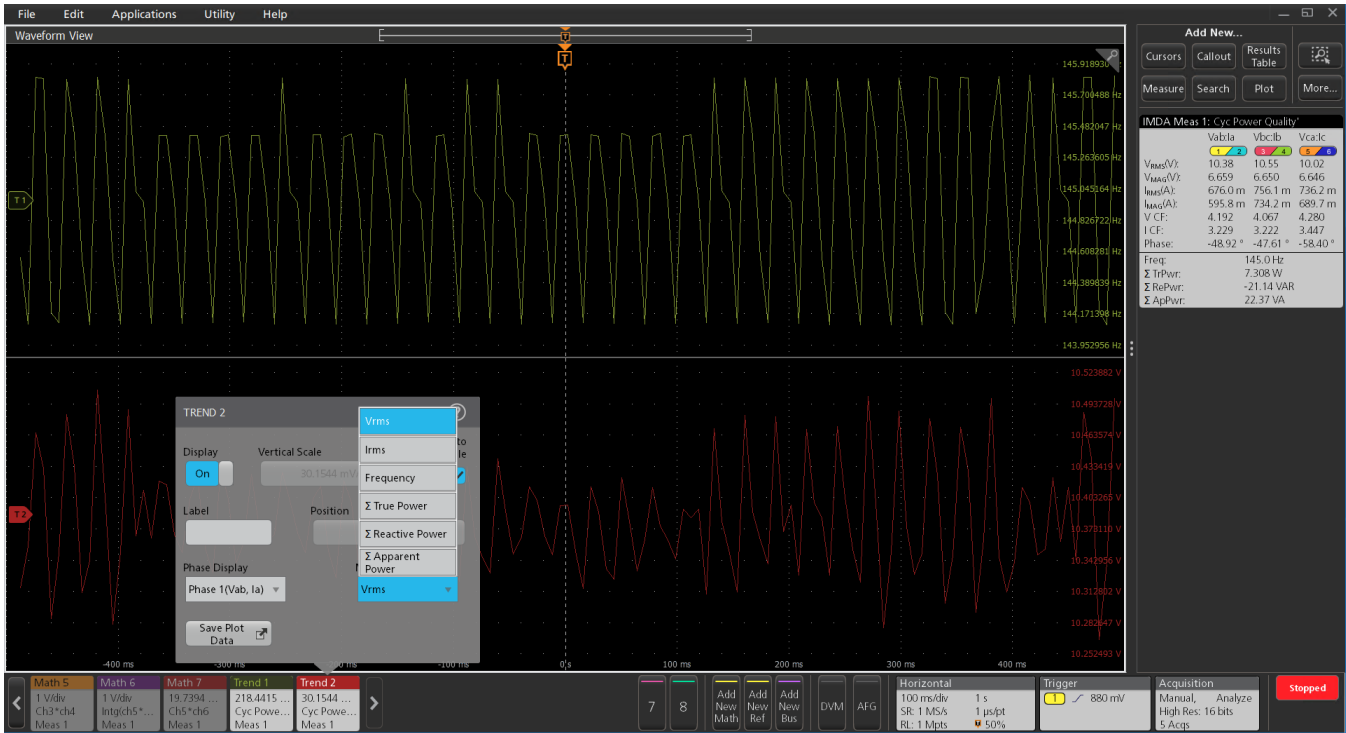 File Edit Applications Utility Help
Waveform View
T
T
145.918930 Hz
145.700488 Hz
145.482047 Hz
145.263605 Hz
145.045164 Hz
144.826722 Hz
144.608281 Hz
144.389839 Hz
144.171398 Hz
143.952956 Hz
T1
10.523882 V
10.493728 V
10.463574 V
10.433419 V
10.403265 V
10.373110 V
10.342956 V
10.312802 V
10.282647 V
10.252493 V
T2
TREND 2
Display
On
Vertical Scale
30.1544 mV
to
le
Label
Position
Phase Display
Phase 1(Vab, Ia)
Vrms
Irms
Frequency
Σ True Power
Σ Reactive Power
Σ Apparent
Power
Vrms
Save Plot
Data
-400 ms -300 ms -100 ms 0 s 100 ms 200 ms 300 ms 400 ms
Add New...
Cursors Callout Results
Table
Measure Search Plot More...
IMDA Meas 1: Cyc Power Quality'
Vab:Ia Vbc:Ib Vca:Ic
1 2 3 4 5 6
VRMS(V): 10.38 10.55 10.02
VMAG(V): 6.659 6.650 6.646
IRMS(A): 676.0 m 756.1 m 736.2 m
IMAG(A): 595.8 m 734.2 m 689.7 m
V CF: 4.192 4.067 4.280
I CF: 3.229 3.222 3.447
Phase: -48.92 ° -47.61 ° -58.40 °
Freq: 145.0 Hz
Σ TrPwr: 7.308 W
Σ RePwr: -21.14 VAR
Σ ApPwr: 22.37 VA
Math 5
1 V/div
Ch3*ch4
Meas 1
Math 6
1 V/div
Intg(ch5*...
Meas 1
Math 7
19.7394 ...
Ch5*ch6
Meas 1
Trend 1
218.4415 ...
Cyc Powe...
Meas 1
Trend 2
30.1544 ...
Cyc Powe...
Meas 1
7
8
Add
New
Math
Add
New
Ref
Add
New
Bus
DVM
AFG
Horizontal
100 ms/div 1 s
SR: 1 MS/s 1 µs/pt
RL: 1 Mpts 50%
Trigger
1 880 mV
Acquisition
Manual, Analyze
High Res: 16 bits
5 Acqs
Stopped